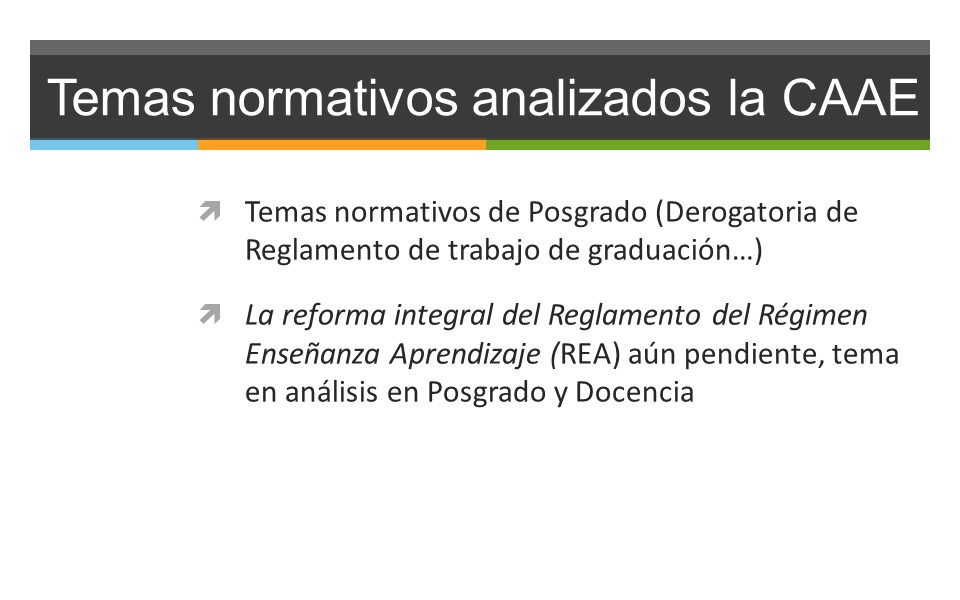 Temas normativos analizados la CAAE
Temas normativos de Posgrado (Derogatoria de
Reglamento de trabajo de graduación…)
La reforma integral del Reglamento del Régimen
Enseñanza Aprendizaje (REA) aún pendiente, tema
en análisis en Posgrado y Docencia